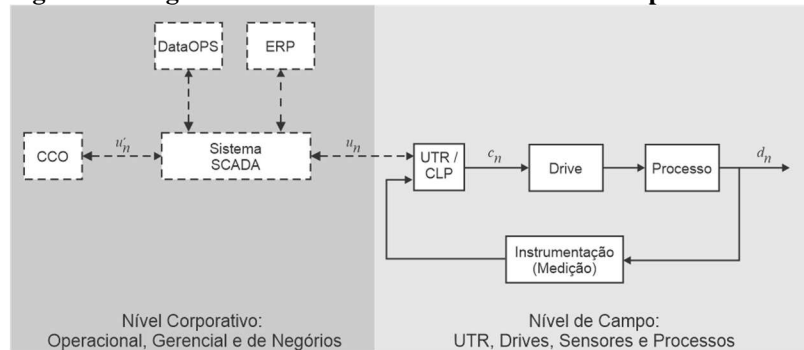 DataOPS
ERP
CCO
u'n
Sistema
SCADA
un
UTR /
CLP
cn
Drive
Processo
dn
Instrumentação
(Medição)
Nível Corporativo:
Operacional, Gerencial e de Negórios
Nível de Campo:
UTR, Drives, Sensores e Processos